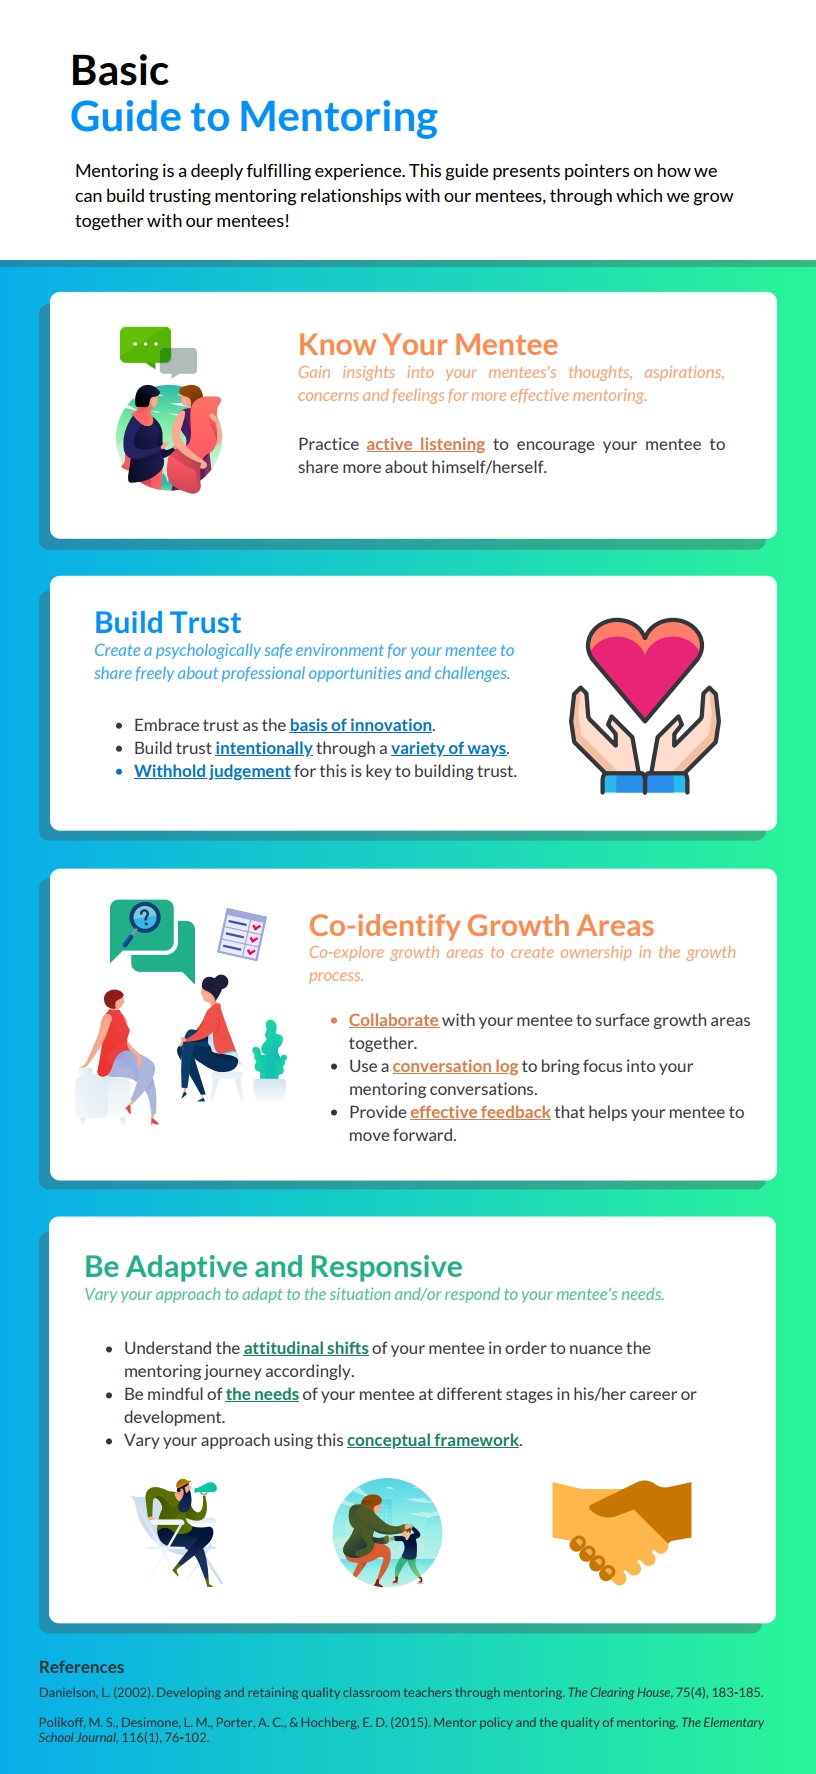 Basic
Guide to Mentoring
Mentoring is a deeply fulfilling experience. This guide presents pointers on how we
can build trusting mentoring relationships with our mentees, through which we grow
together with our mentees!
Know Your Mentee
Gain insights into your mentees's thoughts, aspirations,
concerns and feelings for more effective mentoring.
Practice active listening to encourage your mentee to
share more about himself/herself.
Build Trust
Create a psychologically safe environment for your mentee to
share freely about professional opportunities and challenges.
• Embrace trust as the basis of innovation.
• Build trust intentionally through a variety of ways.
• Withhold judgement for this is key to building trust.
?
Co-identify Growth Areas
Co-explore growth areas to create ownership in the growth
process.
• Collaborate with your mentee to surface growth areas
together.
• Use a conversation log to bring focus into your
mentoring conversations.
• Provide effective feedback that helps your mentee to
move forward.
Be Adaptive and Responsive
Vary your approach to adapt to the situation and/or respond to your mentee's needs.
• Understand the attitudinal shifts of your mentee in order to nuance the
mentoring journey accordingly.
• Be mindful of the needs of your mentee at different stages in his/her career or
development.
• Vary your approach using this conceptual framework.
References
Danielson, L. (2002). Developing and retaining quality classroom teachers through mentoring. The Clearing House, 75(4), 183-185.
Polikoff, M. S., Desimone, L. M., Porter, A. C., & Hochberg, E. D. (2015). Mentor policy and the quality of mentoring. The Elementary
School Journal, 116(1), 76-102.